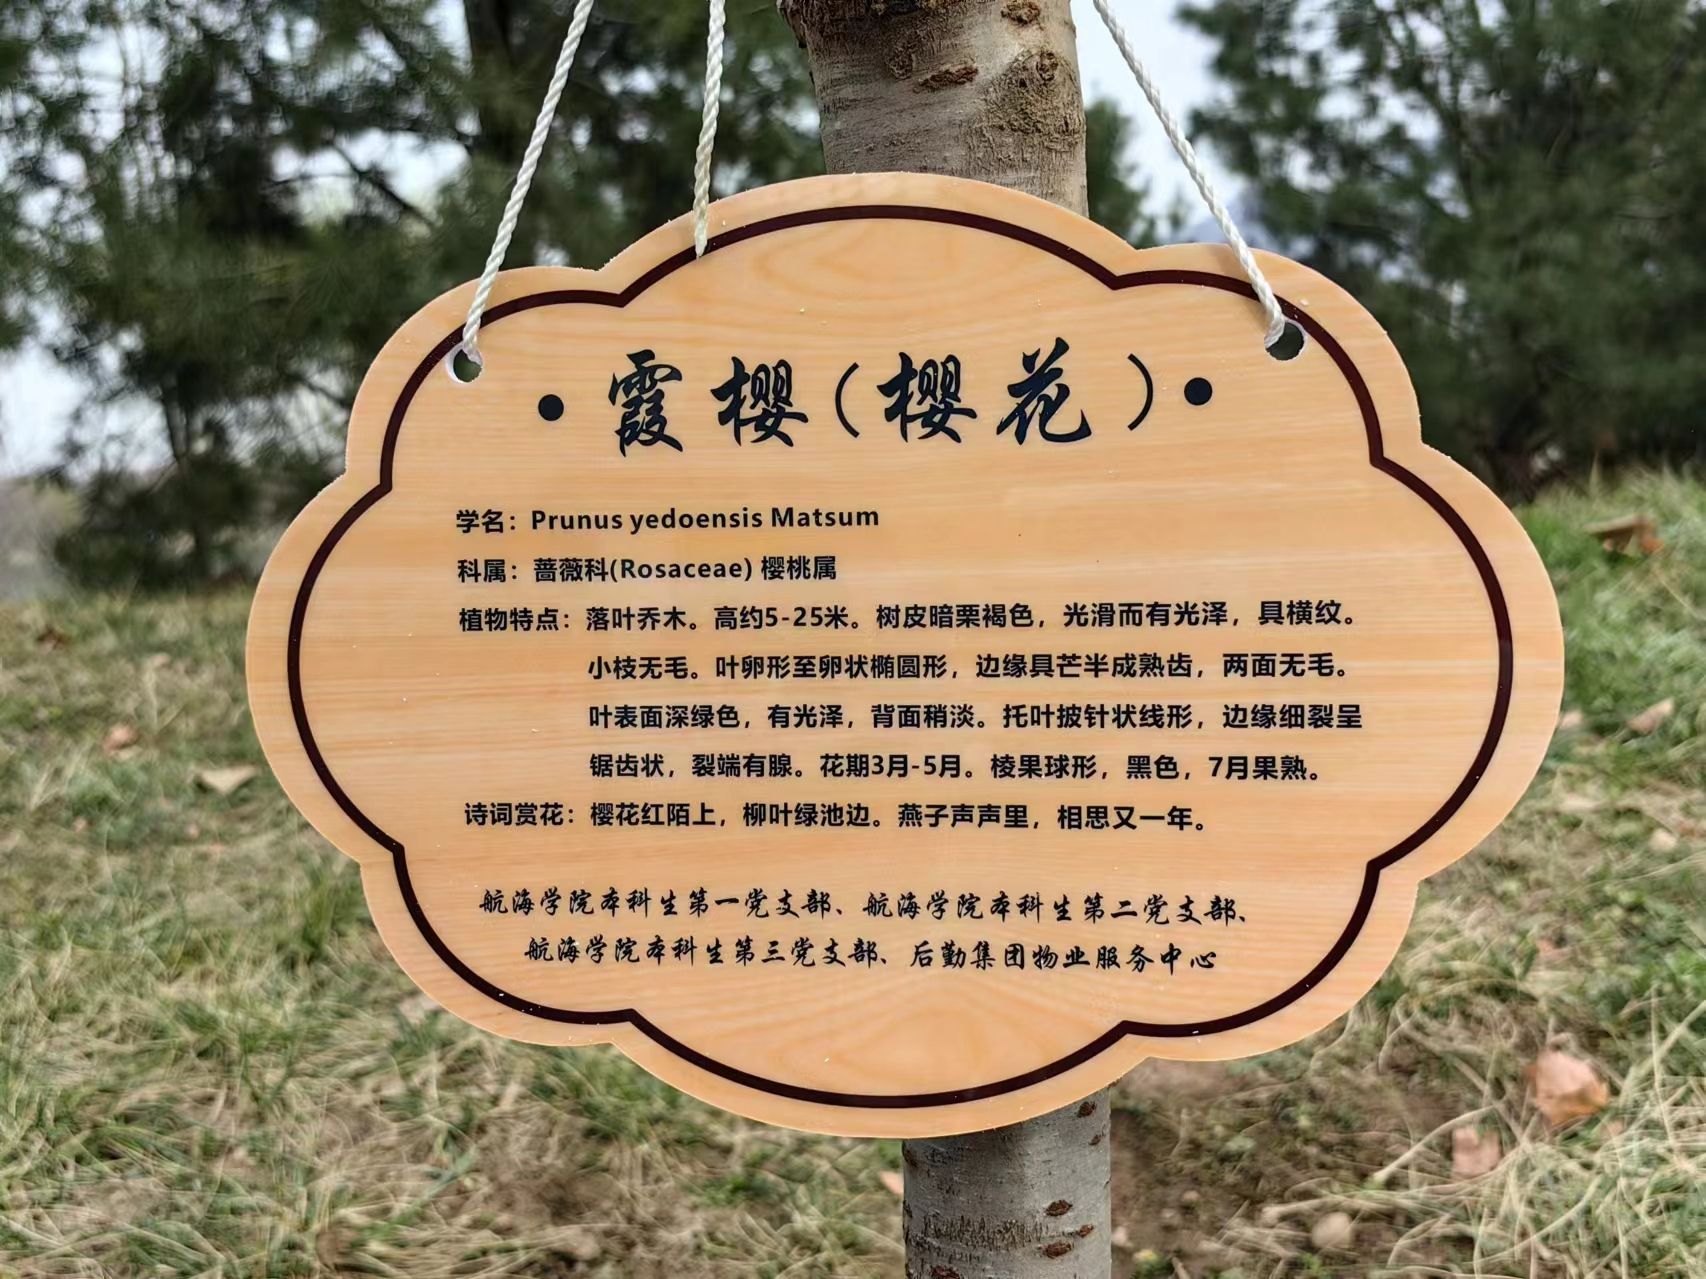 ·霞樱(樱花)·
学名：Prunus yedoensis Matsum
科属：蔷薇科(Rosaceae) 樱桃属
植物特点：落叶乔木。高约5-25米。树皮暗栗褐色，光滑而有光泽，具横纹。
小枝无毛。叶卵形至卵状椭圆形，边缘具芒半成熟齿，两面无毛。
叶表面深绿色，有光泽，背面稍淡。托叶披针状线形，边缘细裂呈
锯齿状，裂端有腺。花期3月-5月。棱果球形，黑色，7月果熟。
诗词赏花：樱花红陌上，柳叶绿池边。燕子声声里，相思又一年。
航海学院本科生第一党支部、航海学院本科生第二党支部、
航海学院本科生第三党支部、后勤集团物业服务中心